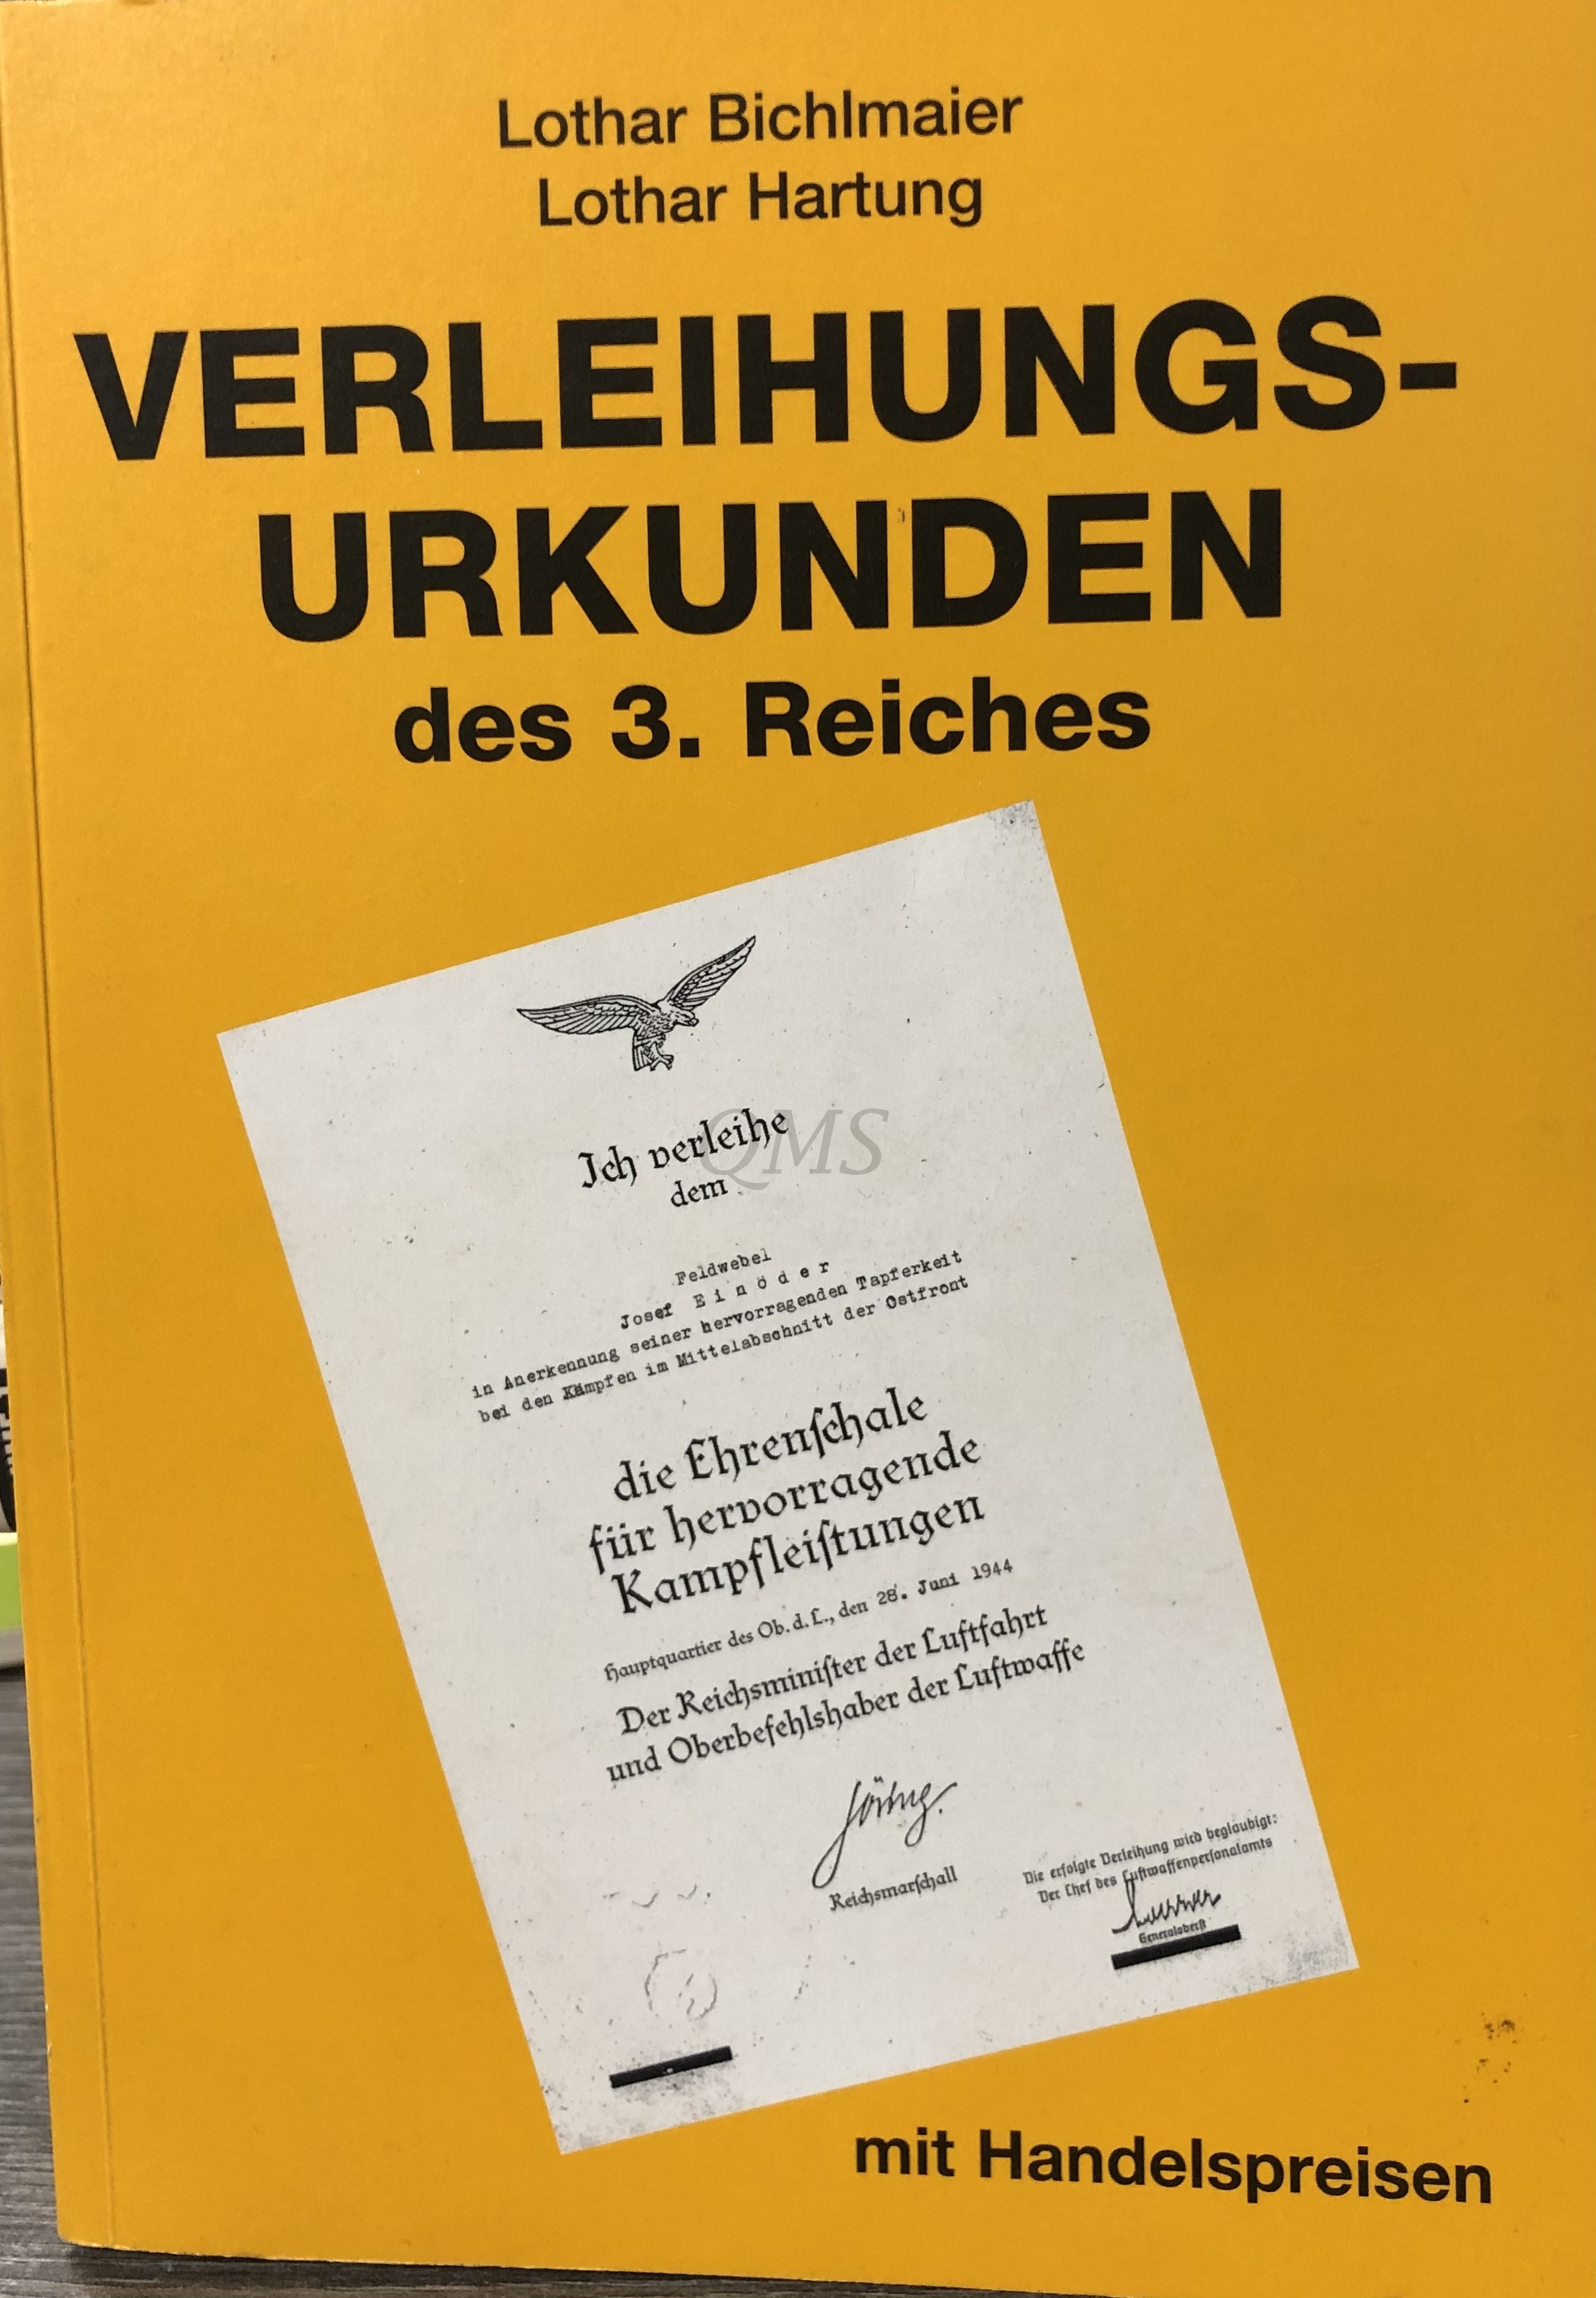 Lothar Bichlmaier
Lothar Hartung
VERLEIHUNGS-
URKUNDEN
des 3. Reiches
Ich verleihe
dem
QMS
Feldwebel
Josef Einöder
in Anerkennung seiner hervorragenden Tapferkeit
bei den Kämpfen im Mittelabschnitt der Ostfront
die Ehrenſchale
für hervorragende
Kampfleiſtungen
Hauptquartier des Ob. d. L., den 28. Juni 1944
Der Reichsminiſter der Luftfahrt
und Oberbefehlshaber der Luftwaffe
Göring.
Reichsmarſchall
Die erfolgte Verleihung wird beglaubigt:
Der Chef des Luftwaffenperſonalamts
Generaloberſt
mit Handelspreisen